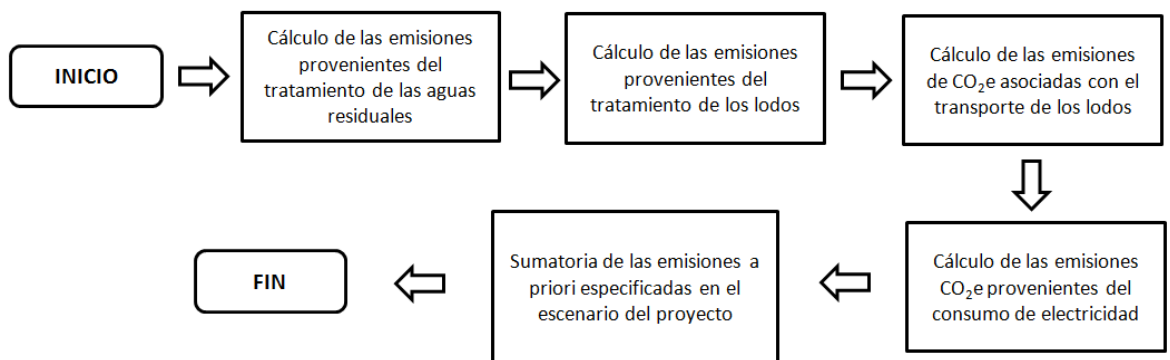 INICIO
Cálculo de las emisiones
provenientes del
tratamiento de las aguas
residuales
Cálculo de las emisiones
provenientes del
tratamiento de los lodos
Cálculo de las emisiones
de CO₂e asociadas con el
transporte de los lodos
Cálculo de las emisiones
CO₂e provenientes del
consumo de electricidad
Sumatoria de las emisiones a
priori especificadas en el
escenario del proyecto
FIN